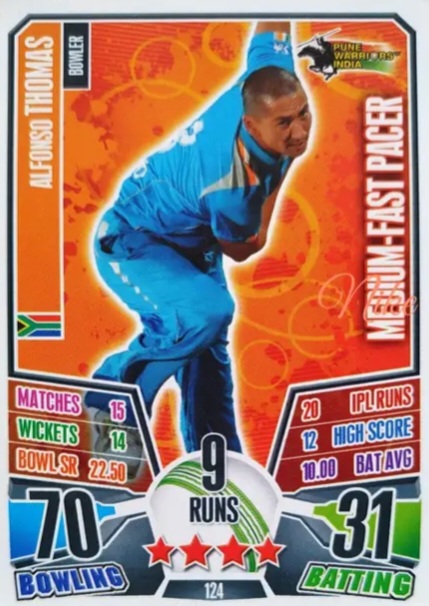 ALFONSO THOMAS
BOWLER
PUNE
WARRIORS
INDIA
MEDIUM-FAST PACER
Nika
MATCHES 15
WICKETS 14
BOWL SR 22.50
20 IPL RUNS
12 HIGH SCORE
10.00 BAT AVG
9
RUNS
70
BOWLING
31
BATTING
124